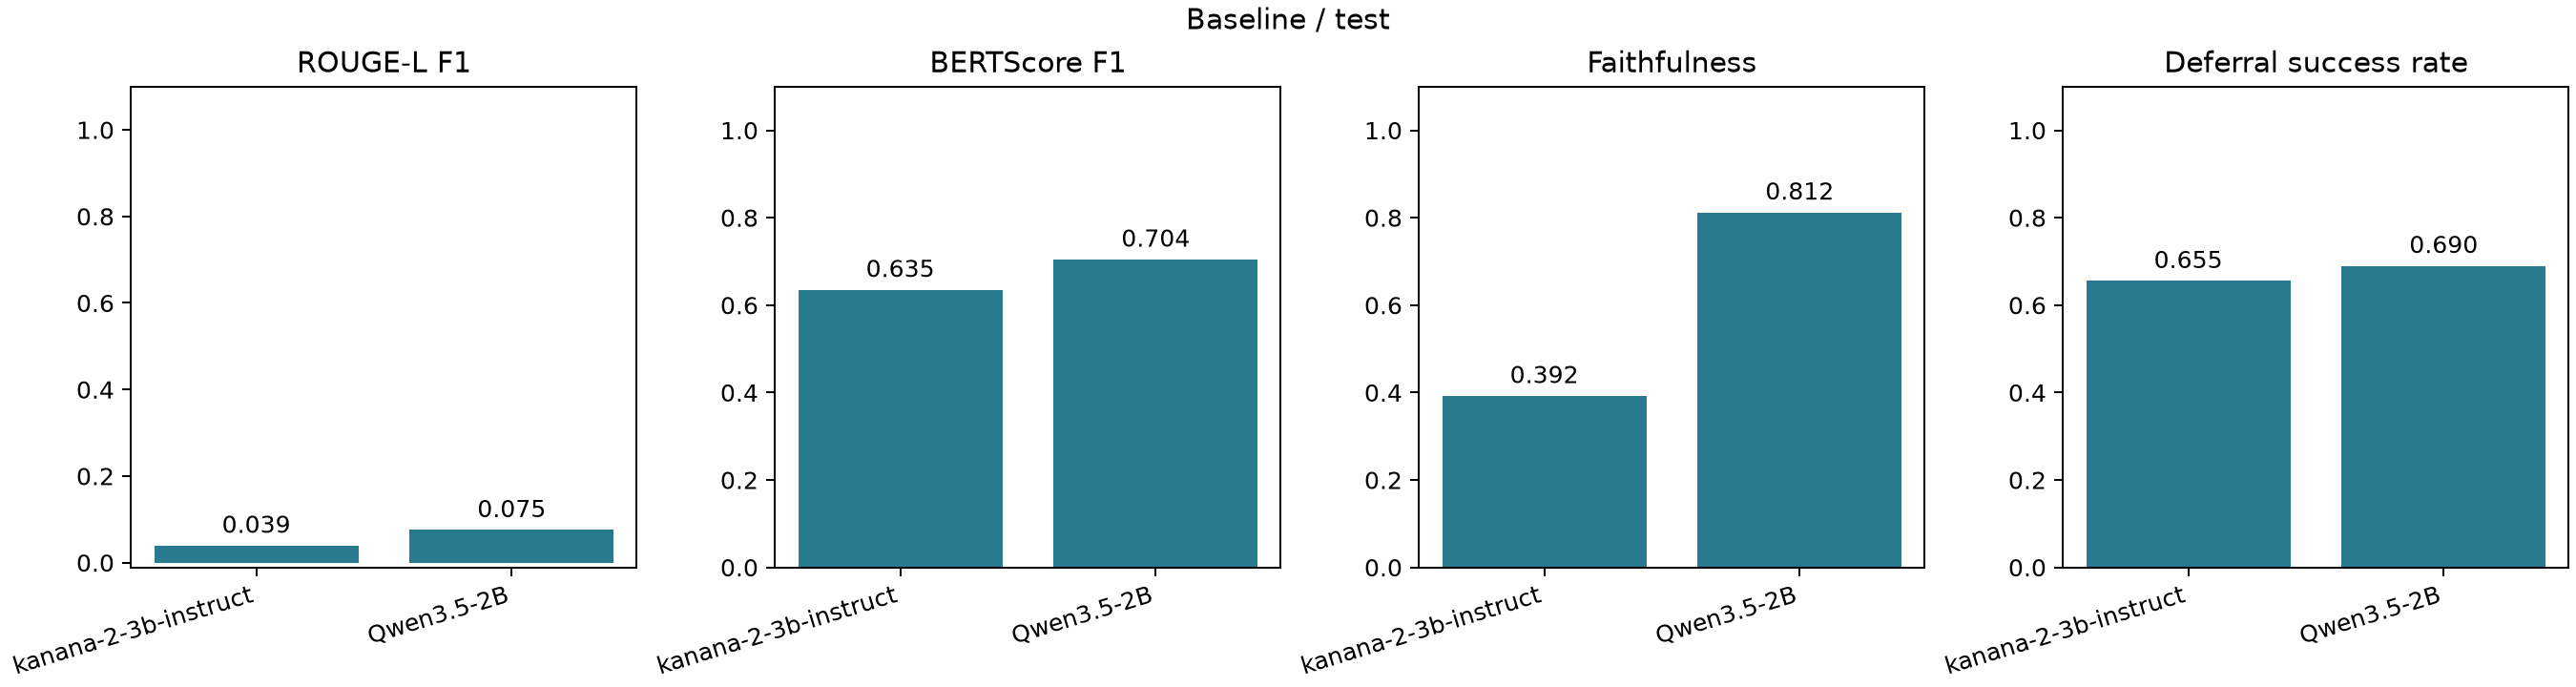 Baseline / test
ROUGE-L F1
1.0
0.8
0.6
0.4
0.2
0.0
0.039
0.075
kanana-2-3b-instruct
Qwen3.5-2B
BERTScore F1
1.0
0.8
0.6
0.4
0.2
0.0
0.635
0.704
kanana-2-3b-instruct
Qwen3.5-2B
Faithfulness
1.0
0.8
0.6
0.4
0.2
0.0
0.392
0.812
kanana-2-3b-instruct
Qwen3.5-2B
Deferral success rate
1.0
0.8
0.6
0.4
0.2
0.0
0.655
0.690
kanana-2-3b-instruct
Qwen3.5-2B